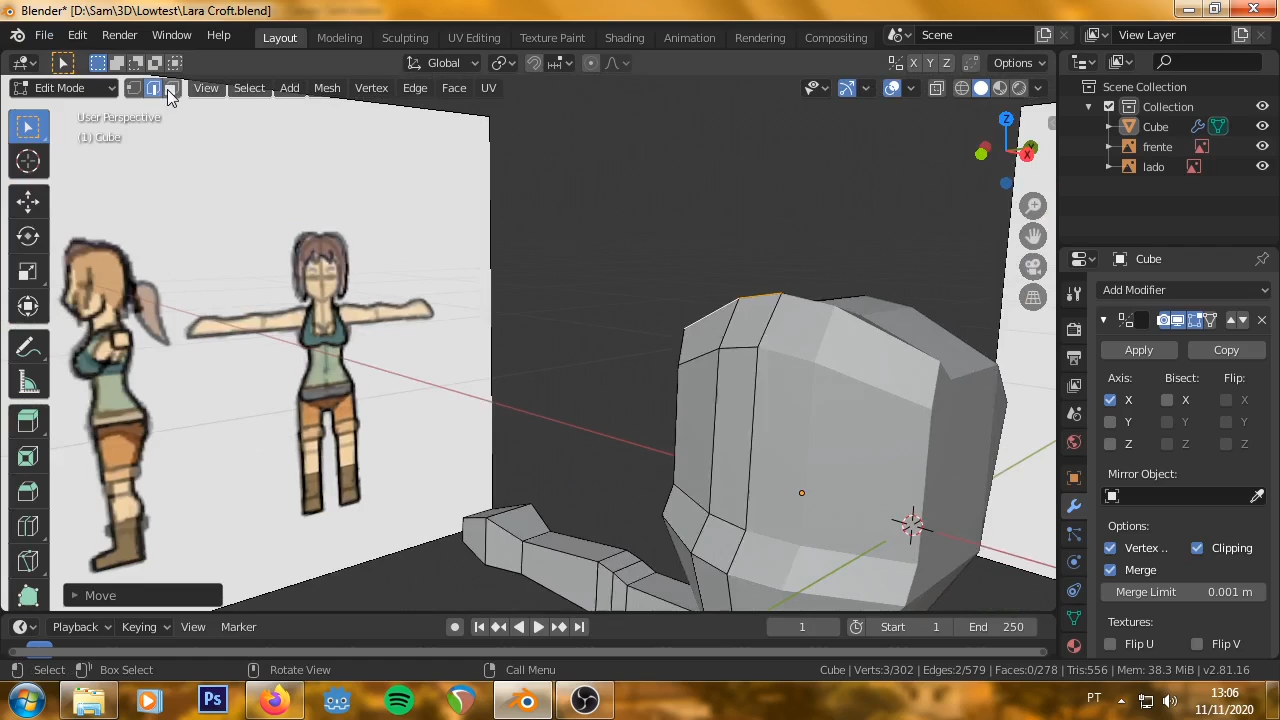 Blender* [D:\Sam\3D\Lowtest\Lara Croft.blend]
File Edit Render Window Help Layout Modeling Sculpting UV Editing Texture Paint Shading Animation Rendering Compositing Scene View Layer
Global X Y Z Options
Edit Mode View Select Add Mesh Vertex Edge Face UV
User Perspective
(1) Cube
Z
Y
X
Scene Collection
Collection
Cube
frente
lado
Cube
Add Modifier
Apply Copy
Axis: Bisect: Flip:
X X X
Y Y Y
Z Z Z
Mirror Object:
Options:
Vertex .. Clipping
Merge
Merge Limit 0.001 m
Textures:
Flip U Flip V
Move
Playback Keying View Marker 1 Start 1 End 250
Select Box Select Rotate View Call Menu Cube | Verts:3/302 | Edges:2/579 | Faces:0/278 | Tris:556 | Mem: 38.3 MiB | v2.81.16
Ps PT 13:06
11/11/2020